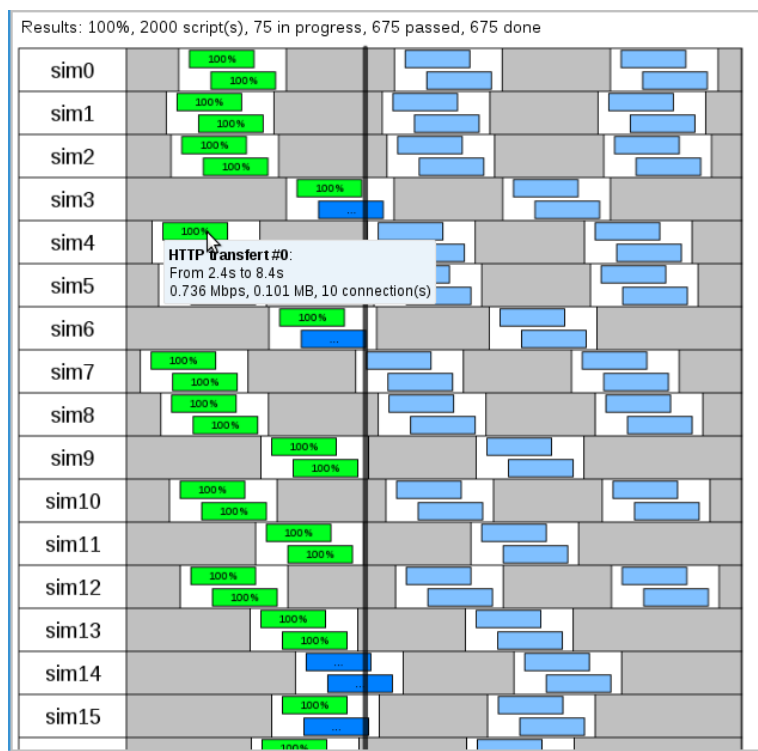 Results: 100%, 2000 script(s), 75 in progress, 675 passed, 675 done
sim0
100%
100%
sim1
100%
100%
sim2
100%
100%
sim3
100%
...
sim4
100%
HTTP transfert #0:
From 2.4s to 8.4s
0.736 Mbps, 0.101 MB, 10 connection(s)
sim5
sim6
100%
...
sim7
100%
100%
sim8
100%
100%
sim9
100%
100%
sim10
100%
100%
sim11
100%
100%
sim12
100%
100%
sim13
100%
100%
sim14
...
...
sim15
100%
...
100%